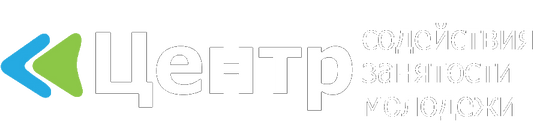 Центр
содействия
занятости
молодежи